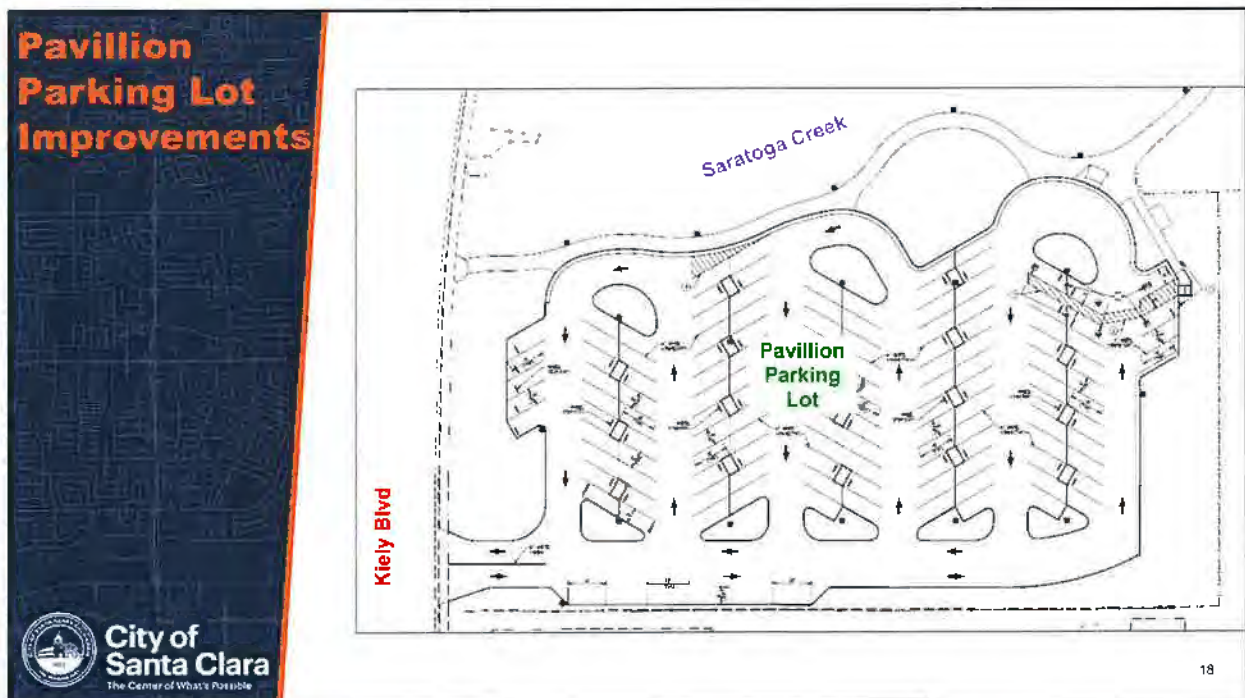 Pavillion
Parking Lot
Improvements
Saratoga Creek
Pavillion
Parking
Lot
Kiely Blvd
City of
Santa Clara
The Center of What's Possible
18